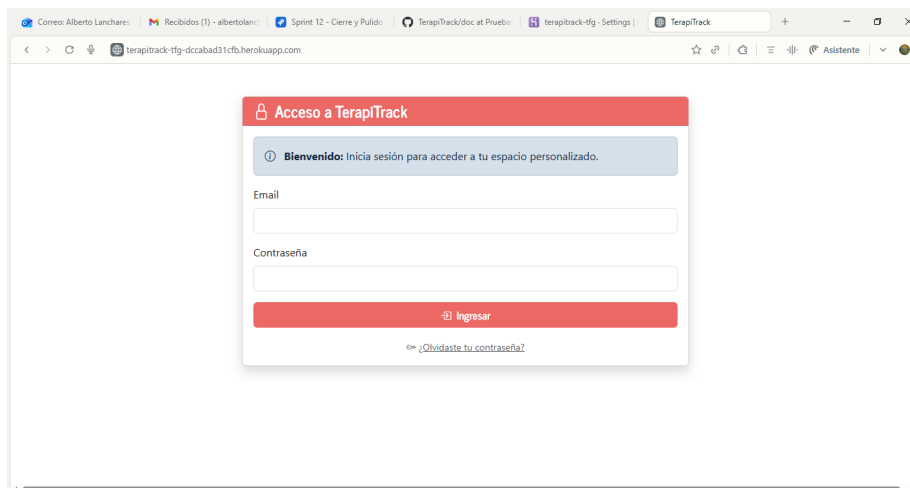 Correo: Alberto Lanchares
Recibidos (1) - albertolanc
Sprint 12 - Cierre y Pulido
TerapiTrack/doc at Prueba
terapitrack-tfg - Settings |
TerapiTrack
terapitrack-tfg-dccabad31cfb.herokuapp.com
Asistente
Acceso a TerapiTrack
Bienvenido: Inicia sesión para acceder a tu espacio personalizado.
Email
Contraseña
Ingresar
¿Olvidaste tu contraseña?